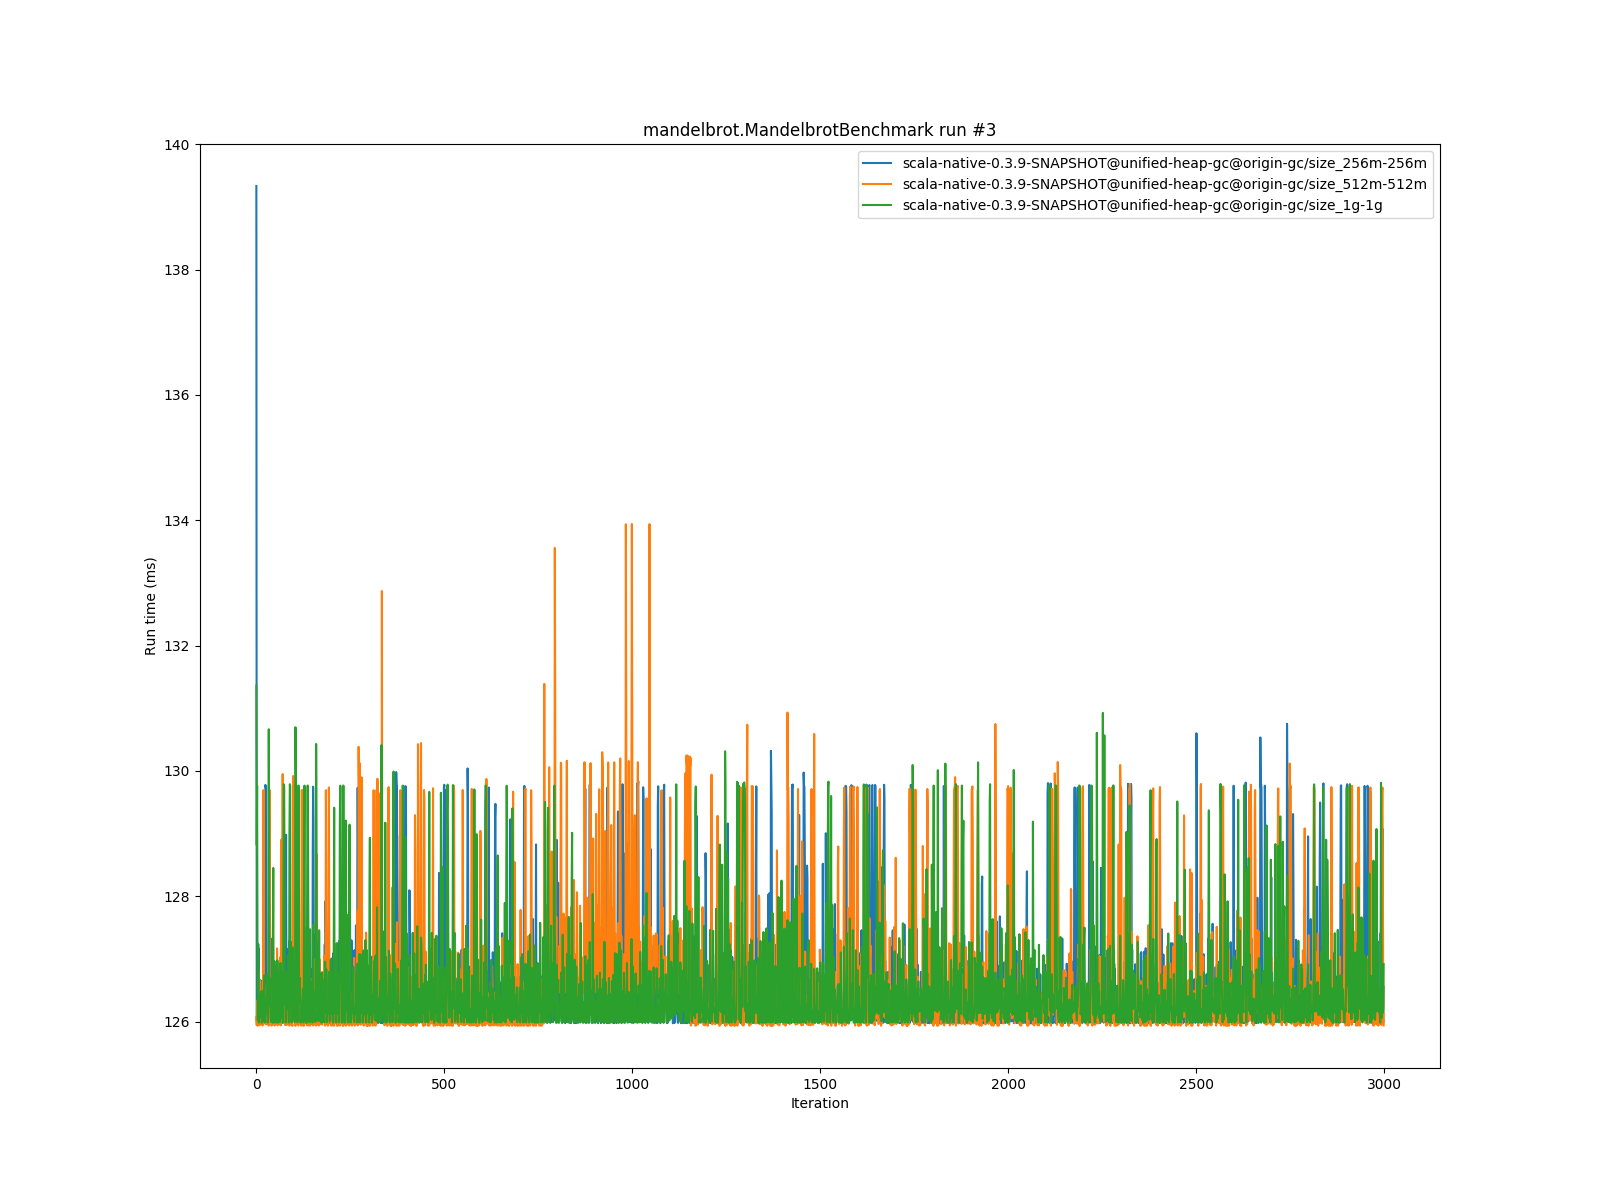 mandelbrot.MandelbrotBenchmark run #3
scala-native-0.3.9-SNAPSHOT@unified-heap-gc@origin-gc/size_256m-256m
scala-native-0.3.9-SNAPSHOT@unified-heap-gc@origin-gc/size_512m-512m
scala-native-0.3.9-SNAPSHOT@unified-heap-gc@origin-gc/size_1g-1g
140
138
136
134
132
130
128
126
Run time (ms)
0 500 1000 1500 2000 2500 3000
Iteration